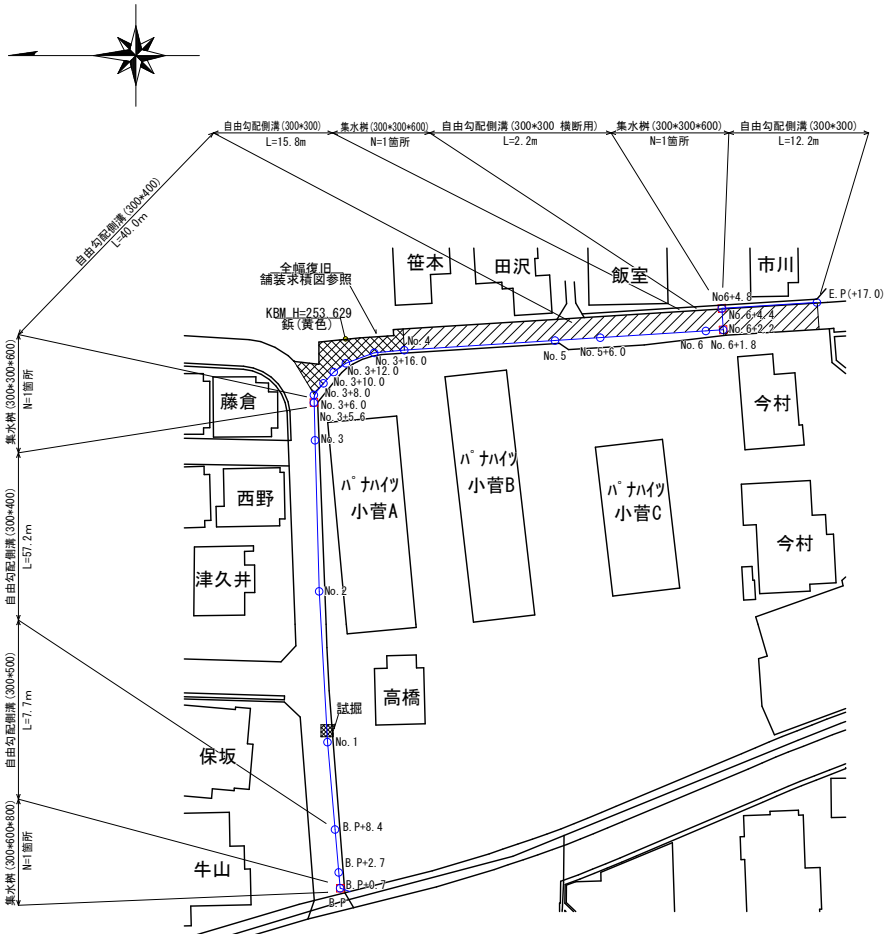 自由勾配側溝(300*300)
L=15.8m
集水桝(300*300*600)
N=1箇所
自由勾配側溝(300*300 横断用)
L=2.2m
集水桝(300*300*600)
N=1箇所
自由勾配側溝(300*300)
L=12.2m
自由勾配側溝(300*400)
L=40.0m
集水桝(300*300*600)
N=1箇所
自由勾配側溝(300*400)
L=57.2m
自由勾配側溝(300*500)
L=7.7m
集水桝(300*600*800)
N=1箇所
全幅復旧
舗装求積図参照
KBM H=253.629
鋲(黄色)
笹本
田沢
飯室
市川
No6+4.8
E.P(+17.0)
No.6+4.4
No.6+2.2
No.6+1.8
No.6
No.5+6.0
No.5
No.4
No.3+16.0
No.3+12.0
No.3+10.0
No.3+8.0
No.3+6.0
No.3+5.6
No.3
藤倉
西野
津久井
パナハイツ
小菅A
パナハイツ
小菅B
パナハイツ
小菅C
今村
今村
No.2
高橋
試掘
No.1
保坂
B.P+8.4
牛山
B.P+2.7
B.P+0.7
B.P